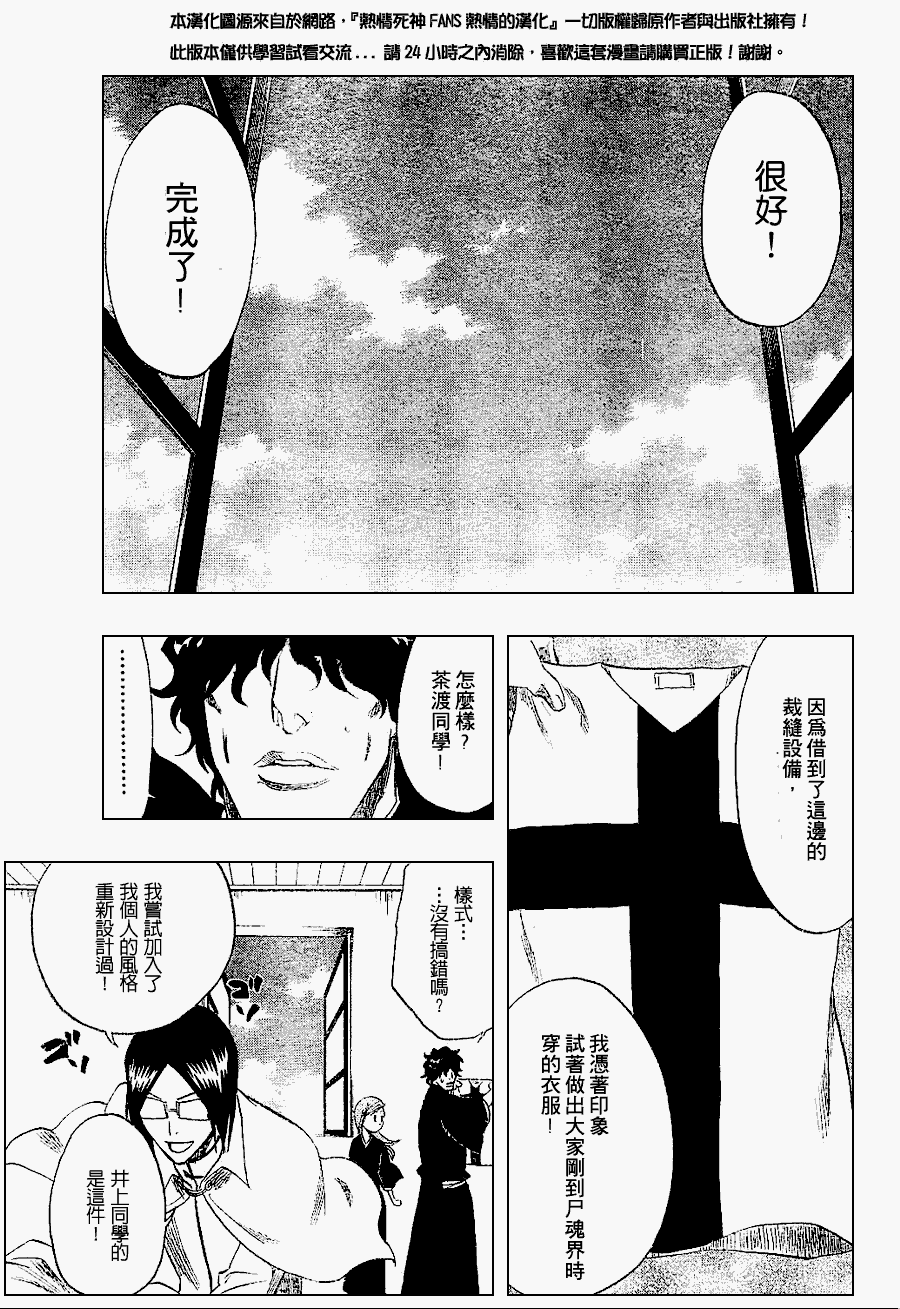 本漢化圖源來自於網路，『熱情死神FANS熱情的漢化』一切版權歸原作者與出版社擁有！
此版本僅供學習試看交流...請24小時之內消除，喜歡這套漫畫請購買正版！謝謝。
很好！
完成了！
因為借到了這邊的
裁縫設備，
我憑著印象
試著做出大家剛到尸魂界時
穿的衣服！
怎麼樣？
茶渡同學！
………………
樣式…
…沒有搞錯嗎？
我嘗試加入了
我個人的風格
重新設計過！
井上同學的
是這件！